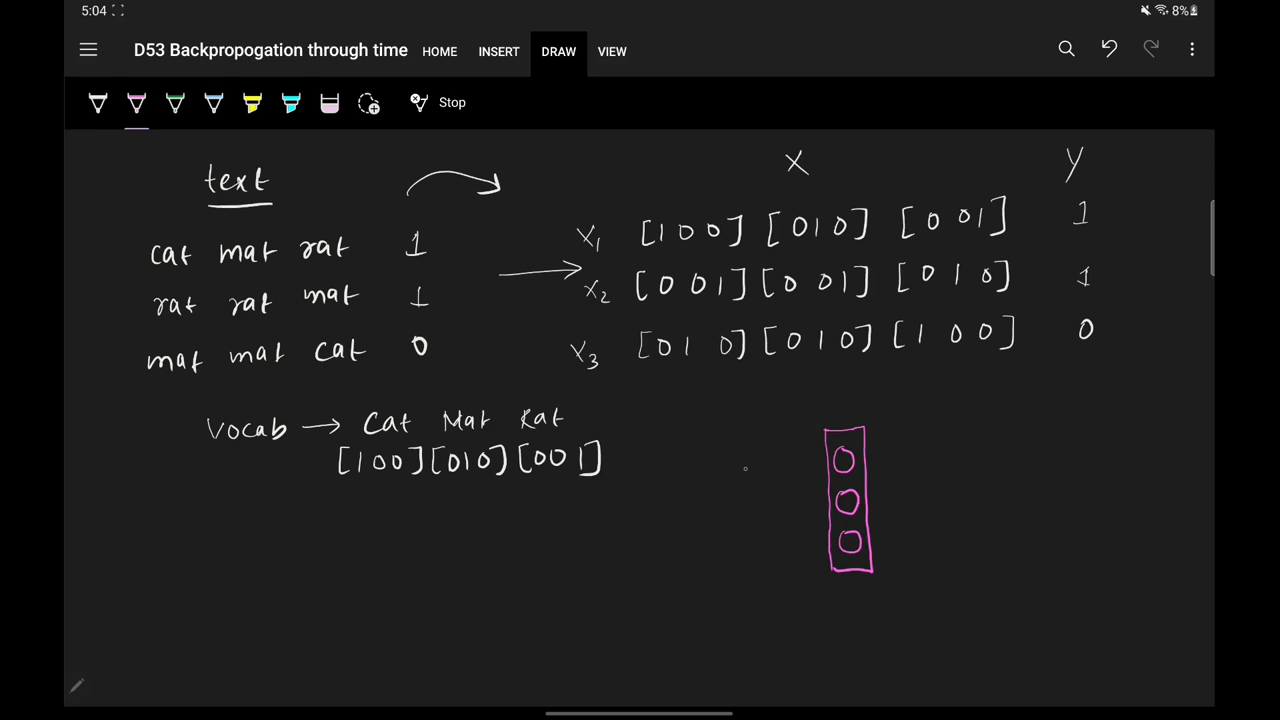 5:04 8%
D53 Backpropogation through time HOME INSERT DRAW VIEW
Stop
text X y
cat mat rat 1
rat rat mat 1
mat mat cat 0
X1 [1 0 0] [0 1 0] [0 0 1] 1
X2 [0 0 1] [0 0 1] [0 1 0] 1
X3 [0 1 0] [0 1 0] [1 0 0] 0
Vocab → Cat Mat Rat
[1 0 0] [0 1 0] [0 0 1]